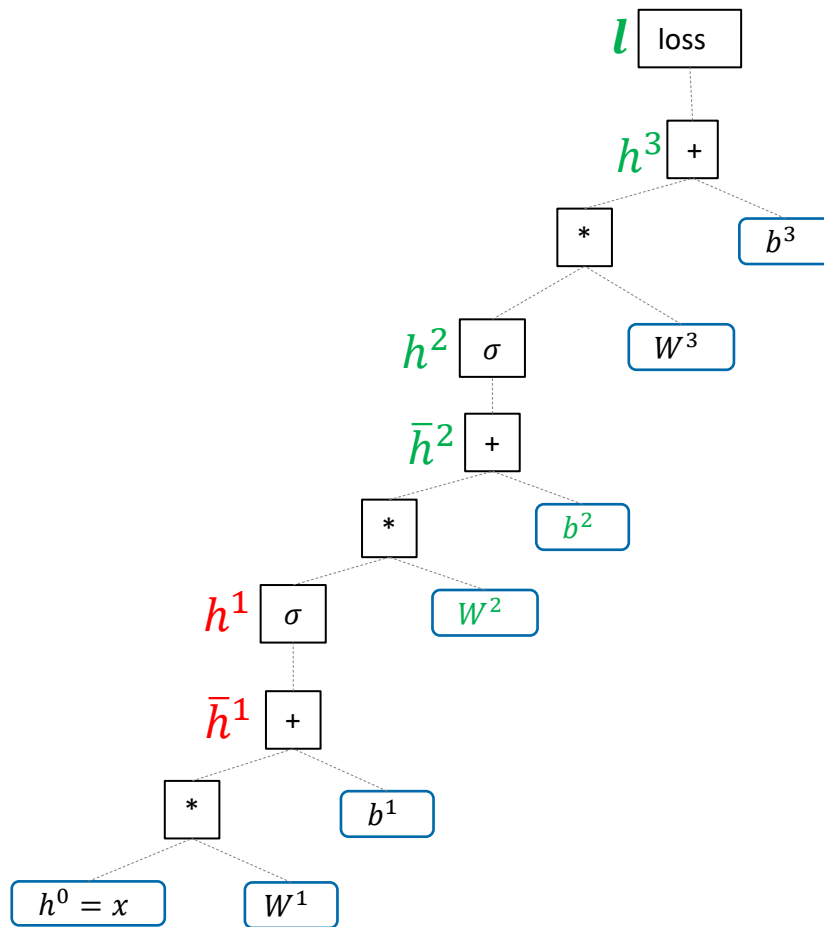 l loss
h³ +
* b³
h² σ W³
h̄² +
* b²
h¹ σ W²
h̄¹ +
* b¹
h⁰ = x W¹